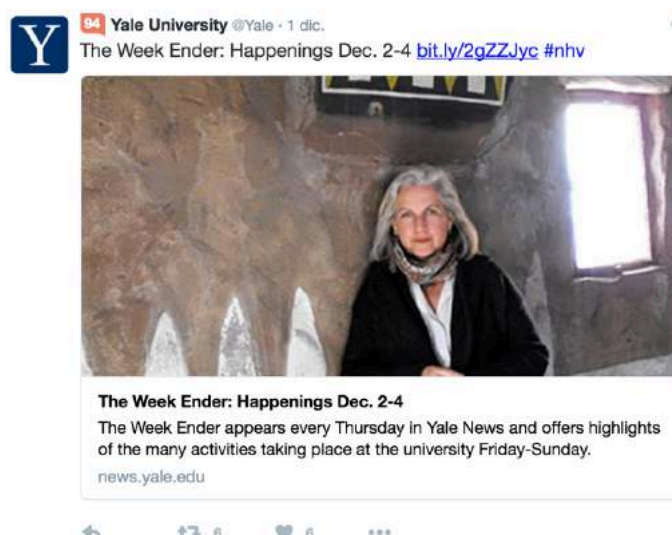 Y
94 Yale University @Yale · 1 dic.
The Week Ender: Happenings Dec. 2-4 bit.ly/2gZZJyc #nhv
The Week Ender: Happenings Dec. 2-4
The Week Ender appears every Thursday in Yale News and offers highlights
of the many activities taking place at the university Friday-Sunday.
news.yale.edu
6 6